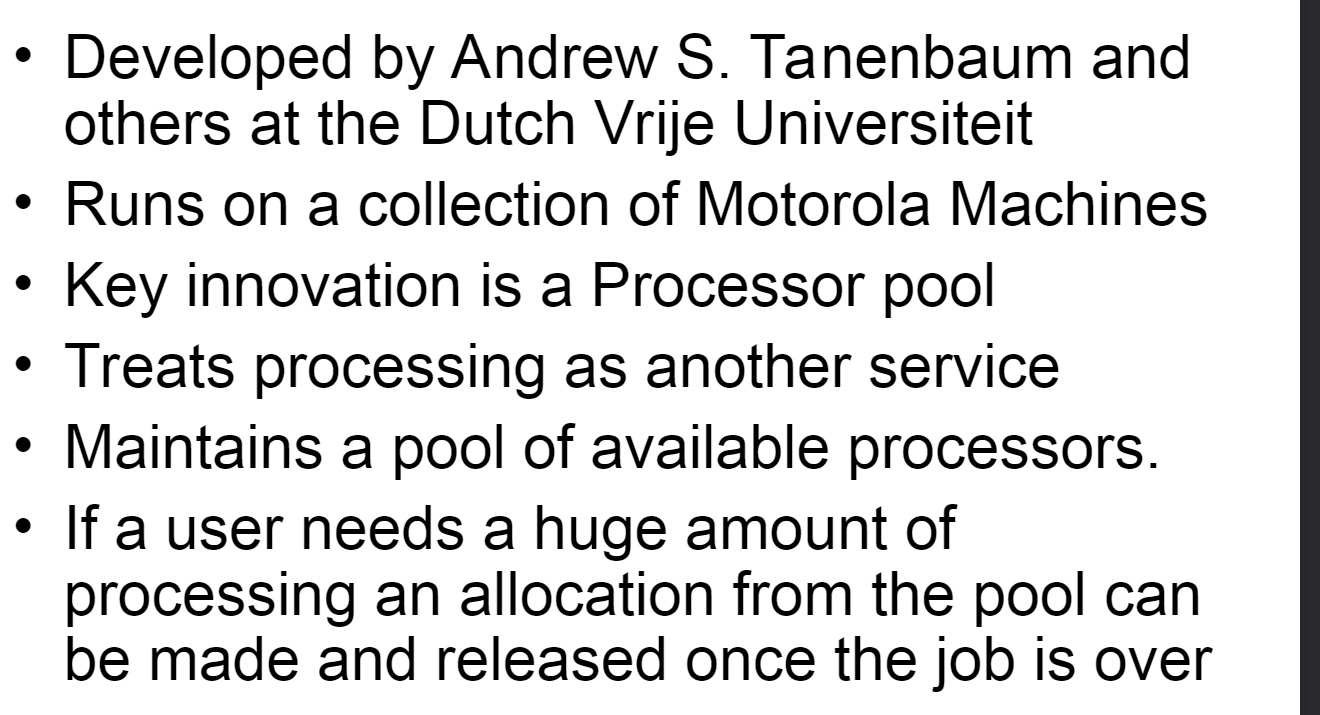 • Developed by Andrew S. Tanenbaum and
others at the Dutch Vrije Universiteit
• Runs on a collection of Motorola Machines
• Key innovation is a Processor pool
• Treats processing as another service
• Maintains a pool of available processors.
• If a user needs a huge amount of
processing an allocation from the pool can
be made and released once the job is over